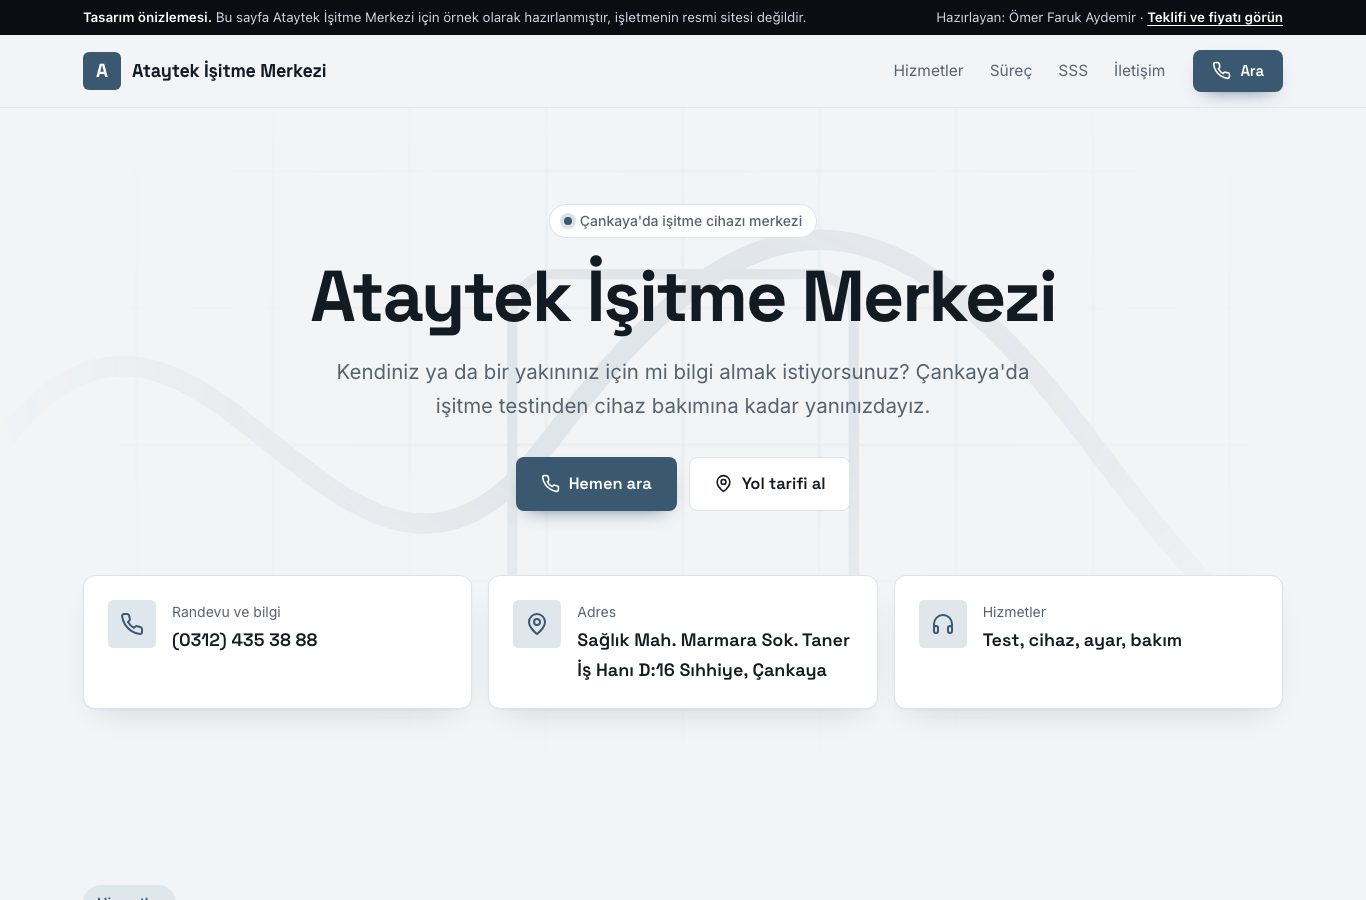 Tasarım önizlemesi. Bu sayfa Ataytek İşitme Merkezi için örnek olarak hazırlanmıştır, işletmenin resmi sitesi değildir.
Hazırlayan: Ömer Faruk Aydemir · Teklifi ve fiyatı görün
A
Ataytek İşitme Merkezi
Hizmetler
Süreç
SSS
İletişim
Ara
Çankaya'da işitme cihazı merkezi
Ataytek İşitme Merkezi
Kendiniz ya da bir yakınınız için mi bilgi almak istiyorsunuz? Çankaya'da
işitme testinden cihaz bakımına kadar yanınızdayız.
Hemen ara
Yol tarifi al
Randevu ve bilgi
(0312) 435 38 88
Adres
Sağlık Mah. Marmara Sok. Taner
İş Hanı D:16 Sıhhiye, Çankaya
Hizmetler
Test, cihaz, ayar, bakım